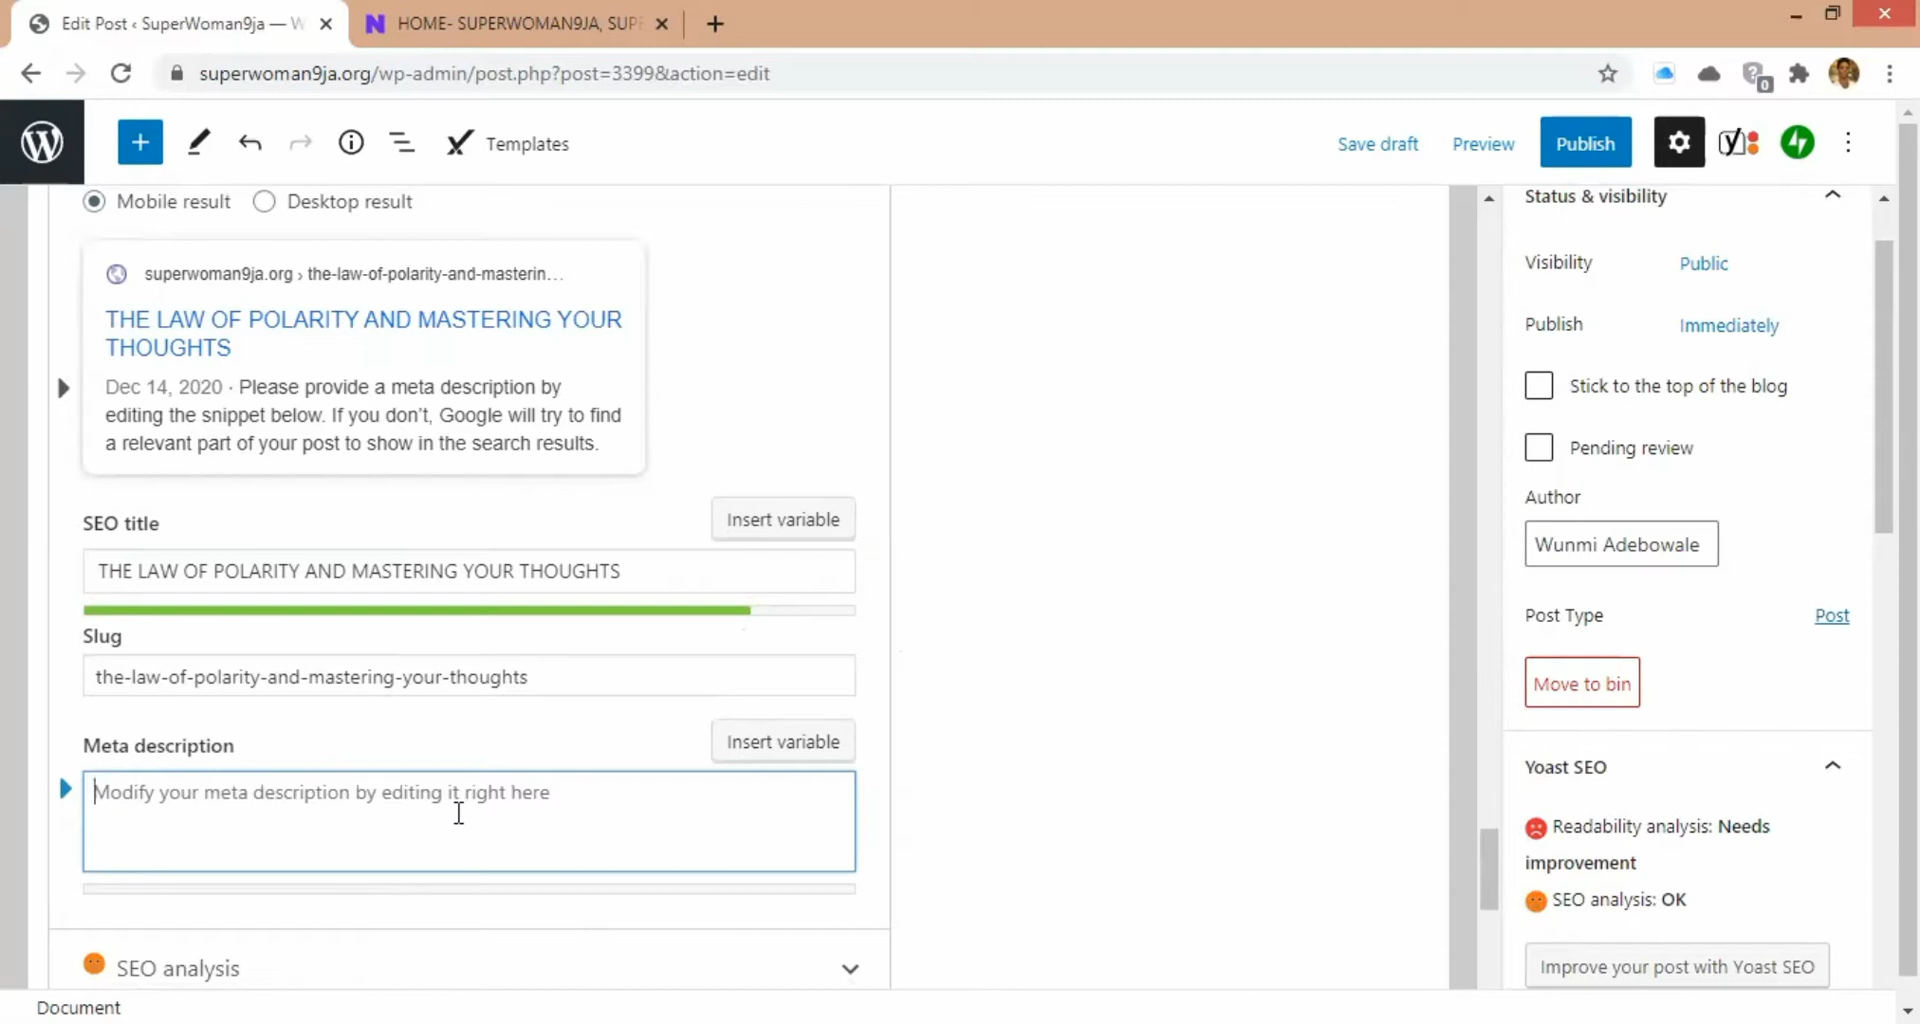 Edit Post ‹ SuperWoman9ja — W
HOME- SUPERWOMAN9JA, SUPE
superwoman9ja.org/wp-admin/post.php?post=3399&action=edit
0
Templates
Save draft
Preview
Publish
Mobile result
Desktop result
superwoman9ja.org › the-law-of-polarity-and-masterin…
THE LAW OF POLARITY AND MASTERING YOUR
THOUGHTS
Dec 14, 2020 · Please provide a meta description by
editing the snippet below. If you don’t, Google will try to find
a relevant part of your post to show in the search results.
SEO title
Insert variable
THE LAW OF POLARITY AND MASTERING YOUR THOUGHTS
Slug
the-law-of-polarity-and-mastering-your-thoughts
Meta description
Insert variable
Modify your meta description by editing it right here
SEO analysis
Document
Status & visibility
Visibility
Public
Publish
Immediately
Stick to the top of the blog
Pending review
Author
Wunmi Adebowale
Post Type
Post
Move to bin
Yoast SEO
Readability analysis: Needs
improvement
SEO analysis: OK
Improve your post with Yoast SEO